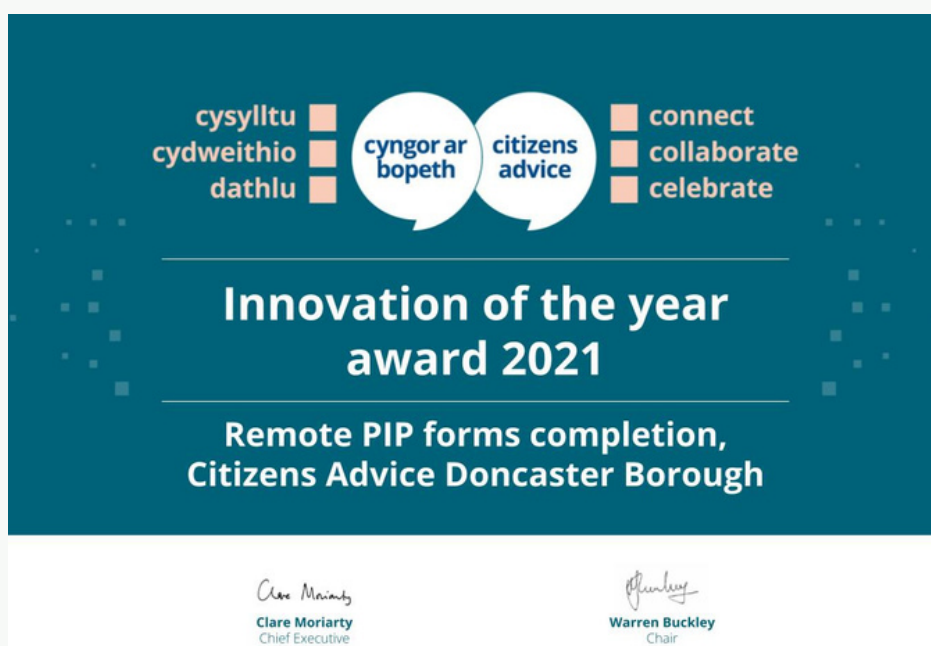 cysylltu
cydweithio
dathlu
cyngor ar
bopeth
citizens
advice
connect
collaborate
celebrate
Innovation of the year
award 2021
Remote PIP forms completion,
Citizens Advice Doncaster Borough
Clare Moriarty
Clare Moriarty
Chief Executive
Warren Buckley
Chair